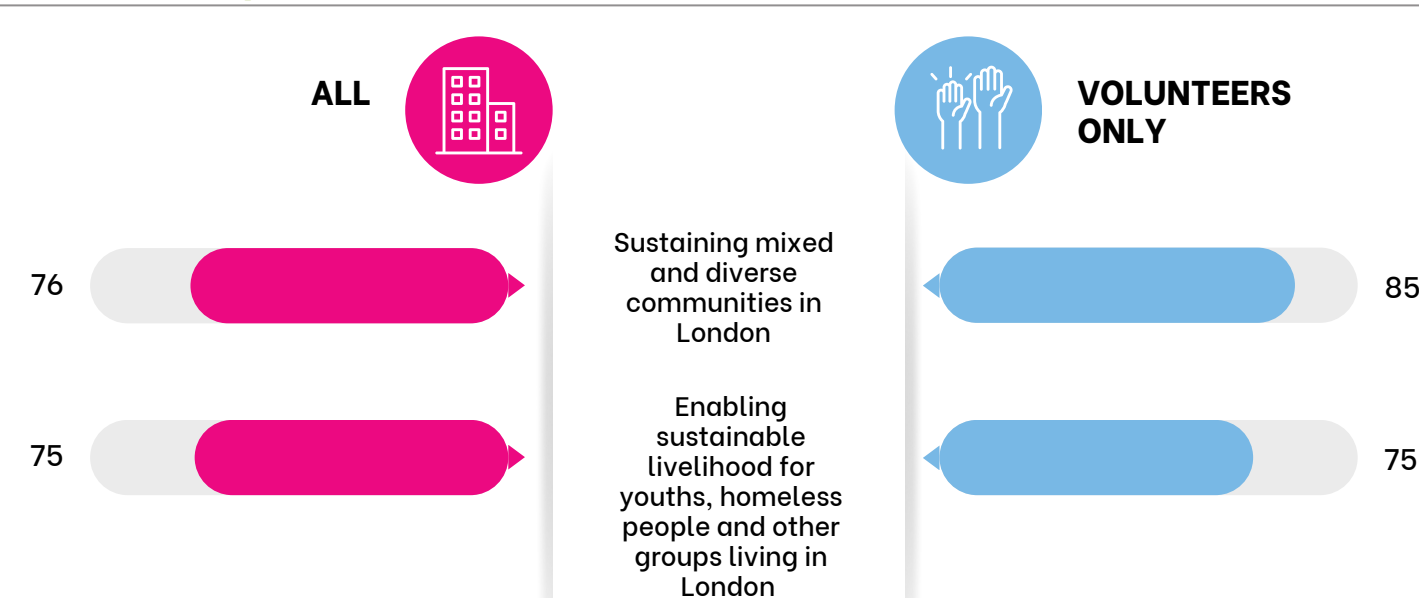 ALL
VOLUNTEERS
ONLY
76
Sustaining mixed
and diverse
communities in
London
85
75
Enabling
sustainable
livelihood for
youths, homeless
people and other
groups living in
London
75